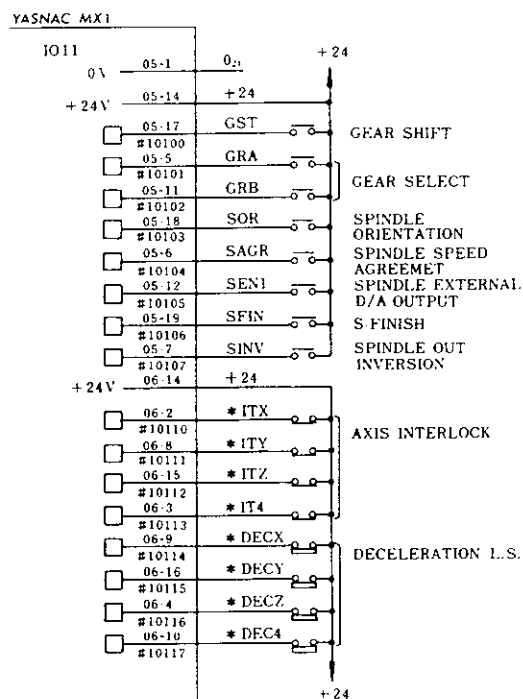 YASNAC MX1
IO11
+24
0V 05-1 0₂₄
+24V 05-14 +24
05-17 GST GEAR SHIFT
#10100
05-5 GRA
#10101
GEAR SELECT
05-11 GRB
#10102
05-18 SOR SPINDLE
#10103 ORIENTATION
05-6 SAGR SPINDLE SPEED
#10104 AGREEMET
05-12 SEN1 SPINDLE EXTERNAL
#10105 D/A OUTPUT
05-19 SFIN S-FINISH
#10106
05-7 SINV SPINDLE OUT
#10107 INVERSION
+24V 06-14 +24
06-2 * ITX
#10110
AXIS INTERLOCK
06-8 * ITY
#10111
06-15 * ITZ
#10112
06-3 * IT4
#10113
06-9 * DECX
DECELERATION L.S.
#10114
06-16 * DECY
#10115
06-4 * DECZ
#10116
06-10 * DEC4
#10117
+24